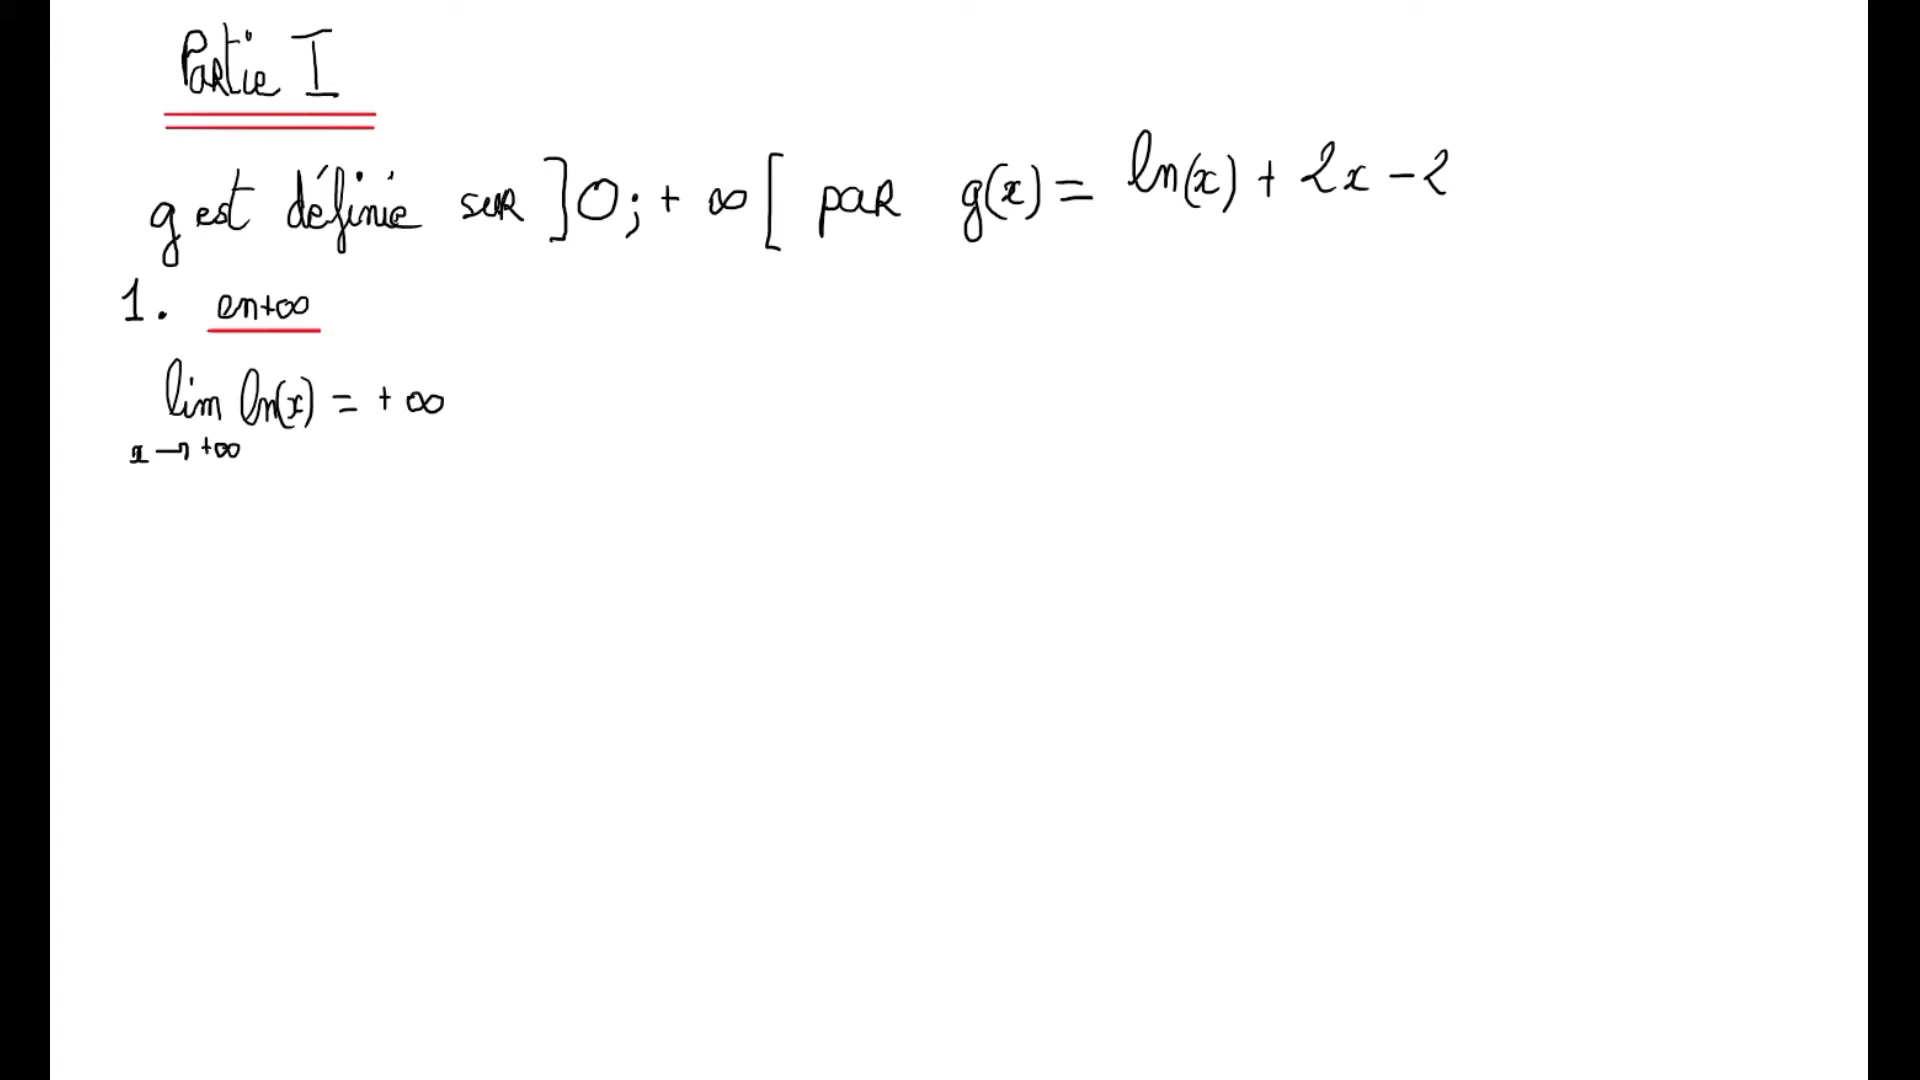 Partie I
g est définie sur ]0;+∞[ par g(x) = ln(x) + 2x - 2
1. en+∞
lim ln(x) = +∞
x → +∞